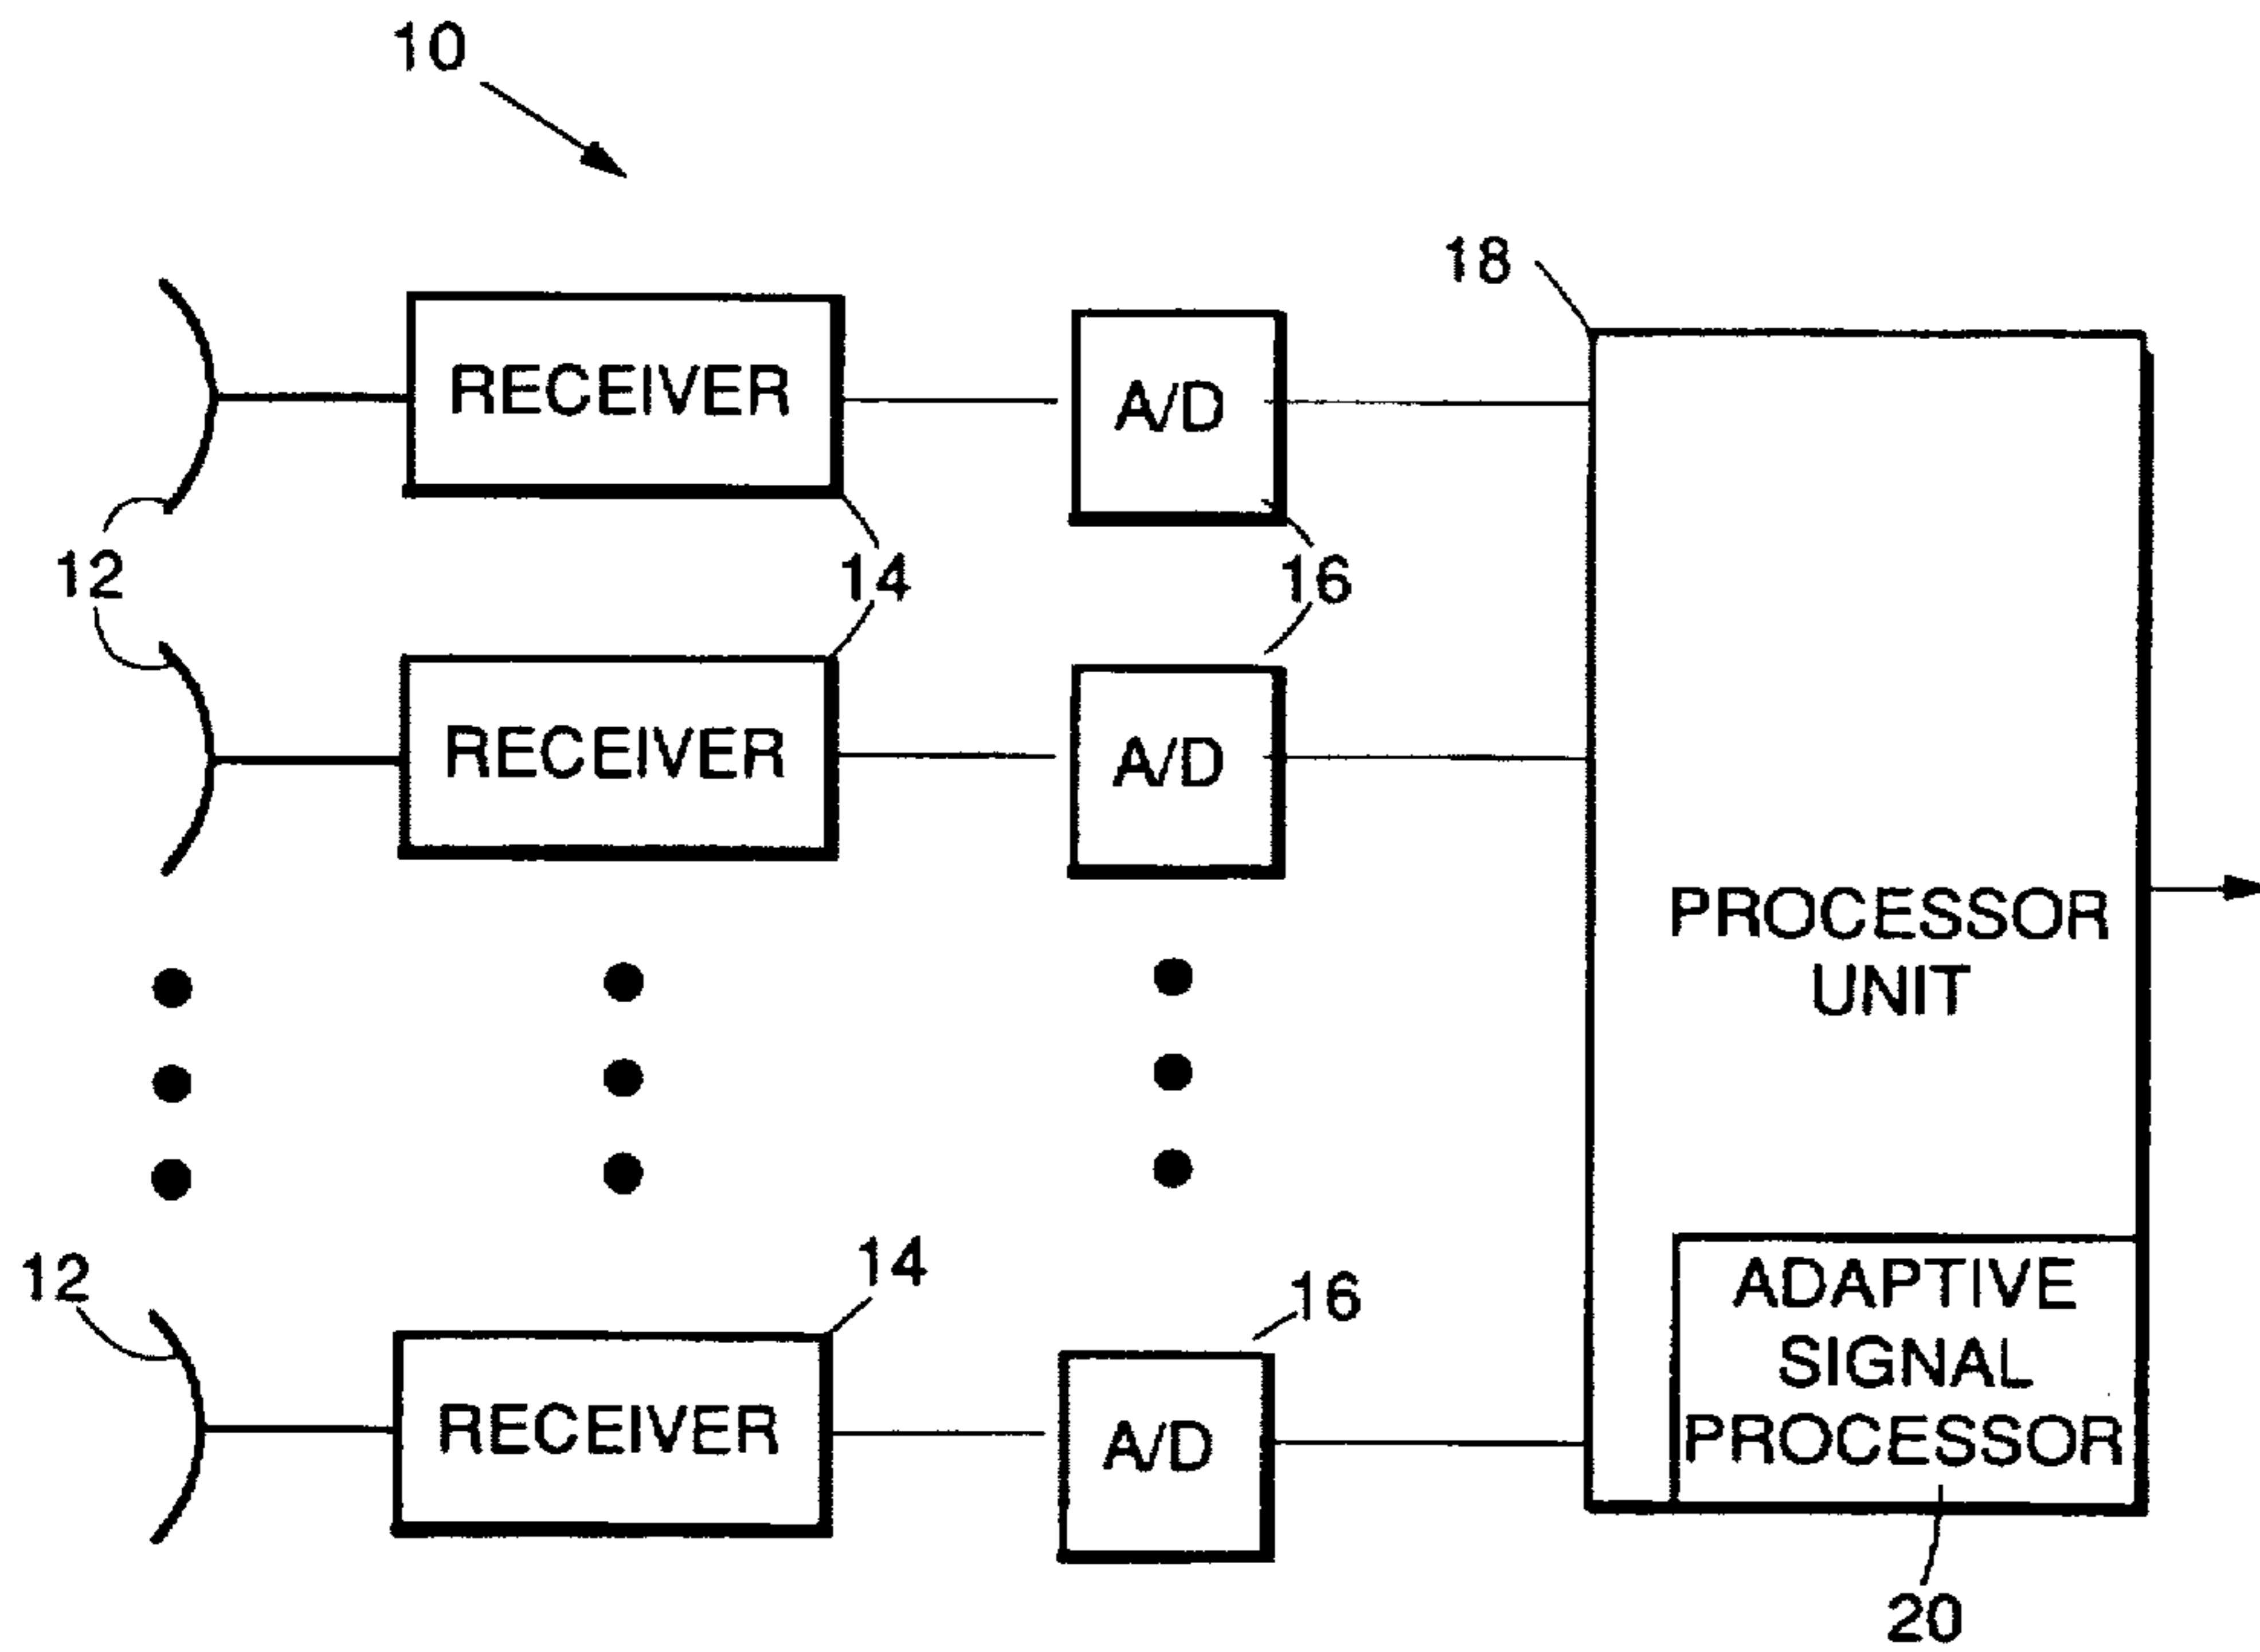 10
18
RECEIVER
A/D
12
14
16
RECEIVER
A/D
PROCESSOR
UNIT
12
14
16
ADAPTIVE
SIGNAL
PROCESSOR
RECEIVER
A/D
20